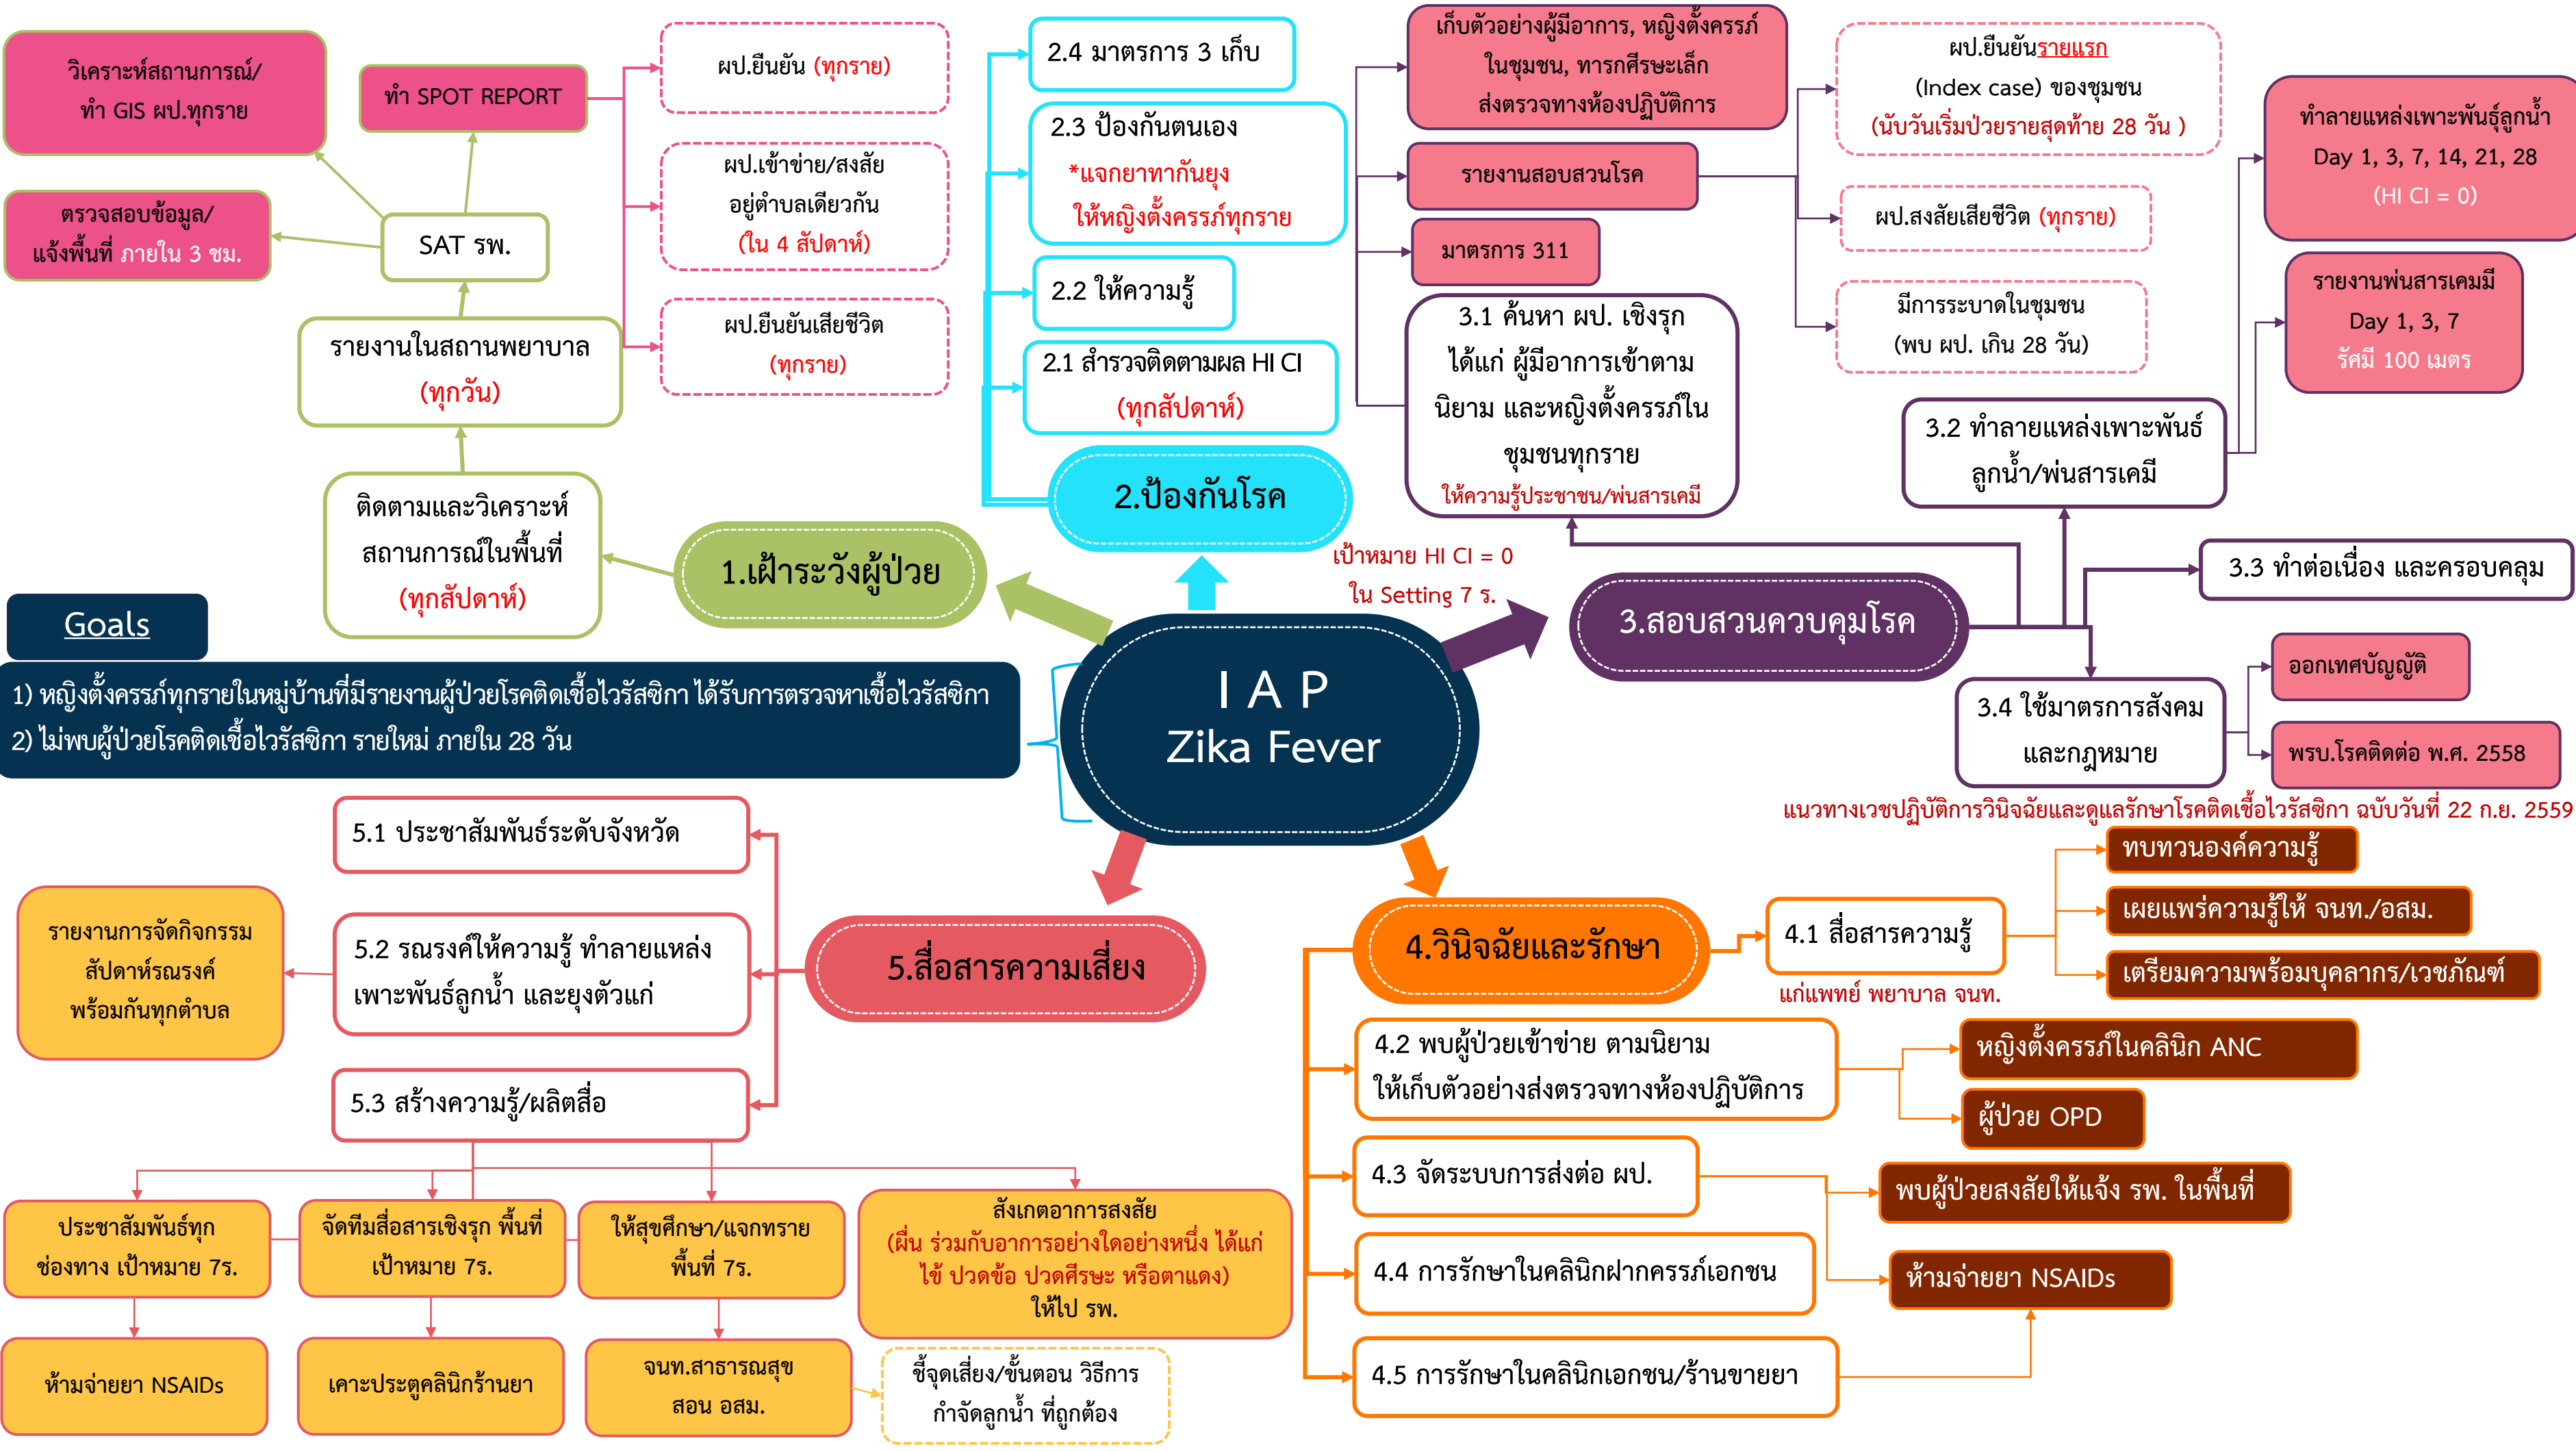 วิเคราะห์สถานการณ์/
ทำ GIS ผป.ทุกราย
ทำ SPOT REPORT
ตรวจสอบข้อมูล/
แจ้งพื้นที่ ภายใน 3 ชม.
SAT รพ.
รายงานในสถานพยาบาล
(ทุกวัน)
ติดตามและวิเคราะห์
สถานการณ์ในพื้นที่
(ทุกสัปดาห์)
ผป.ยืนยัน (ทุกราย)
ผป.เข้าข่าย/สงสัย
อยู่ตำบลเดียวกัน
(ใน 4 สัปดาห์)
ผป.ยืนยันเสียชีวิต
(ทุกราย)
1.เฝ้าระวังผู้ป่วย
2.4 มาตรการ 3 เก็บ
2.3 ป้องกันตนเอง
*แจกยาทากันยุง
ให้หญิงตั้งครรภ์ทุกราย
2.2 ให้ความรู้
2.1 สำรวจติดตามผล HI CI
(ทุกสัปดาห์)
2.ป้องกันโรค
เก็บตัวอย่างผู้มีอาการ, หญิงตั้งครรภ์
ในชุมชน, ทารกศีรษะเล็ก
ส่งตรวจทางห้องปฏิบัติการ
รายงานสอบสวนโรค
มาตรการ 311
3.1 ค้นหา ผป. เชิงรุก
ได้แก่ ผู้มีอาการเข้าตาม
นิยาม และหญิงตั้งครรภ์ใน
ชุมชนทุกราย
ให้ความรู้ประชาชน/พ่นสารเคมี
ผป.ยืนยันรายแรก
(Index case) ของชุมชน
(นับวันเริ่มป่วยรายสุดท้าย 28 วัน )
ผป.สงสัยเสียชีวิต (ทุกราย)
มีการระบาดในชุมชน
(พบ ผป. เกิน 28 วัน)
ทำลายแหล่งเพาะพันธุ์ลูกน้ำ
Day 1, 3, 7, 14, 21, 28
(HI CI = 0)
รายงานพ่นสารเคมมี
Day 1, 3, 7
รัศมี 100 เมตร
3.2 ทำลายแหล่งเพาะพันธ์
ลูกน้ำ/พ่นสารเคมี
3.3 ทำต่อเนื่อง และครอบคลุม
เป้าหมาย HI CI = 0
ใน Setting 7 ร.
3.สอบสวนควบคุมโรค
3.4 ใช้มาตรการสังคม
และกฎหมาย
ออกเทศบัญญัติ
พรบ.โรคติดต่อ พ.ศ. 2558
Goals
1) หญิงตั้งครรภ์ทุกรายในหมู่บ้านที่มีรายงานผู้ป่วยโรคติดเชื้อไวรัสซิกา ได้รับการตรวจหาเชื้อไวรัสซิกา
2) ไม่พบผู้ป่วยโรคติดเชื้อไวรัสซิกา รายใหม่ ภายใน 28 วัน
I A P
Zika Fever
แนวทางเวชปฏิบัติการวินิจฉัยและดูแลรักษาโรคติดเชื้อไวรัสซิกา ฉบับวันที่ 22 ก.ย. 2559
4.วินิจฉัยและรักษา
4.1 สื่อสารความรู้
แก่แพทย์ พยาบาล จนท.
ทบทวนองค์ความรู้
เผยแพร่ความรู้ให้ จนท./อสม.
เตรียมความพร้อมบุคลากร/เวชภัณฑ์
4.2 พบผู้ป่วยเข้าข่าย ตามนิยาม
ให้เก็บตัวอย่างส่งตรวจทางห้องปฏิบัติการ
หญิงตั้งครรภ์ในคลินิก ANC
ผู้ป่วย OPD
4.3 จัดระบบการส่งต่อ ผป.
พบผู้ป่วยสงสัยให้แจ้ง รพ. ในพื้นที่
4.4 การรักษาในคลินิกฝากครรภ์เอกชน
ห้ามจ่ายยา NSAIDs
4.5 การรักษาในคลินิกเอกชน/ร้านขายยา
5.สื่อสารความเสี่ยง
5.1 ประชาสัมพันธ์ระดับจังหวัด
5.2 รณรงค์ให้ความรู้ ทำลายแหล่ง
เพาะพันธ์ลูกน้ำ และยุงตัวแก่
รายงานการจัดกิจกรรม
สัปดาห์รณรงค์
พร้อมกันทุกตำบล
5.3 สร้างความรู้/ผลิตสื่อ
ประชาสัมพันธ์ทุก
ช่องทาง เป้าหมาย 7ร.
จัดทีมสื่อสารเชิงรุก พื้นที่
เป้าหมาย 7ร.
ให้สุขศึกษา/แจกทราย
พื้นที่ 7ร.
สังเกตอาการสงสัย
(ผื่น ร่วมกับอาการอย่างใดอย่างหนึ่ง ได้แก่
ไข้ ปวดข้อ ปวดศีรษะ หรือตาแดง)
ให้ไป รพ.
ห้ามจ่ายยา NSAIDs
เคาะประตูคลินิกร้านยา
จนท.สาธารณสุข
สอน อสม.
ชี้จุดเสี่ยง/ขั้นตอน วิธีการ
กำจัดลูกน้ำ ที่ถูกต้อง